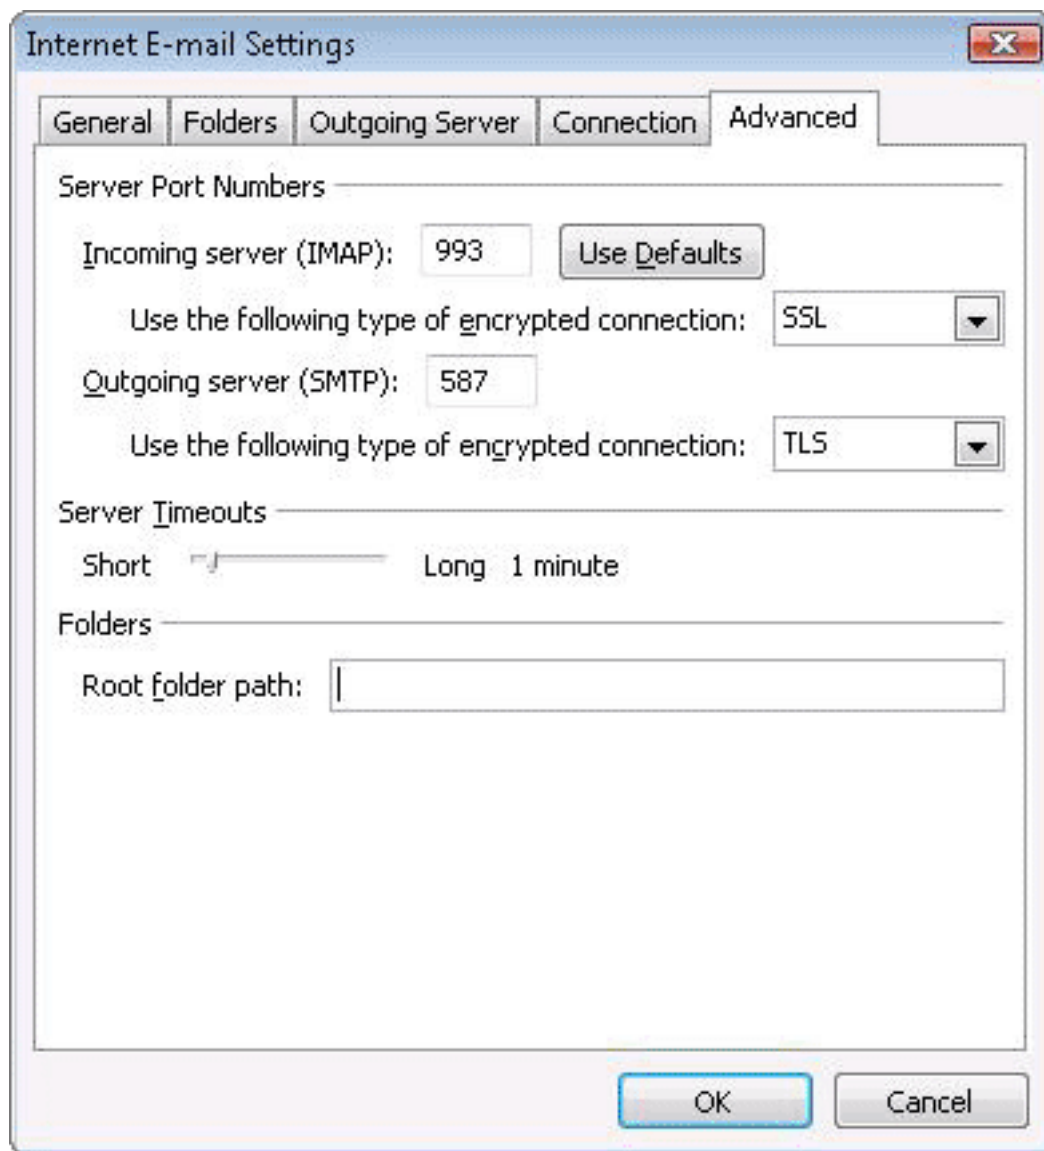 Internet E-mail Settings
General Folders Outgoing Server Connection Advanced
Server Port Numbers
Incoming server (IMAP): 993 Use Defaults
Use the following type of encrypted connection: SSL
Outgoing server (SMTP): 587
Use the following type of encrypted connection: TLS
Server Timeouts
Short Long 1 minute
Folders
Root folder path:
OK Cancel